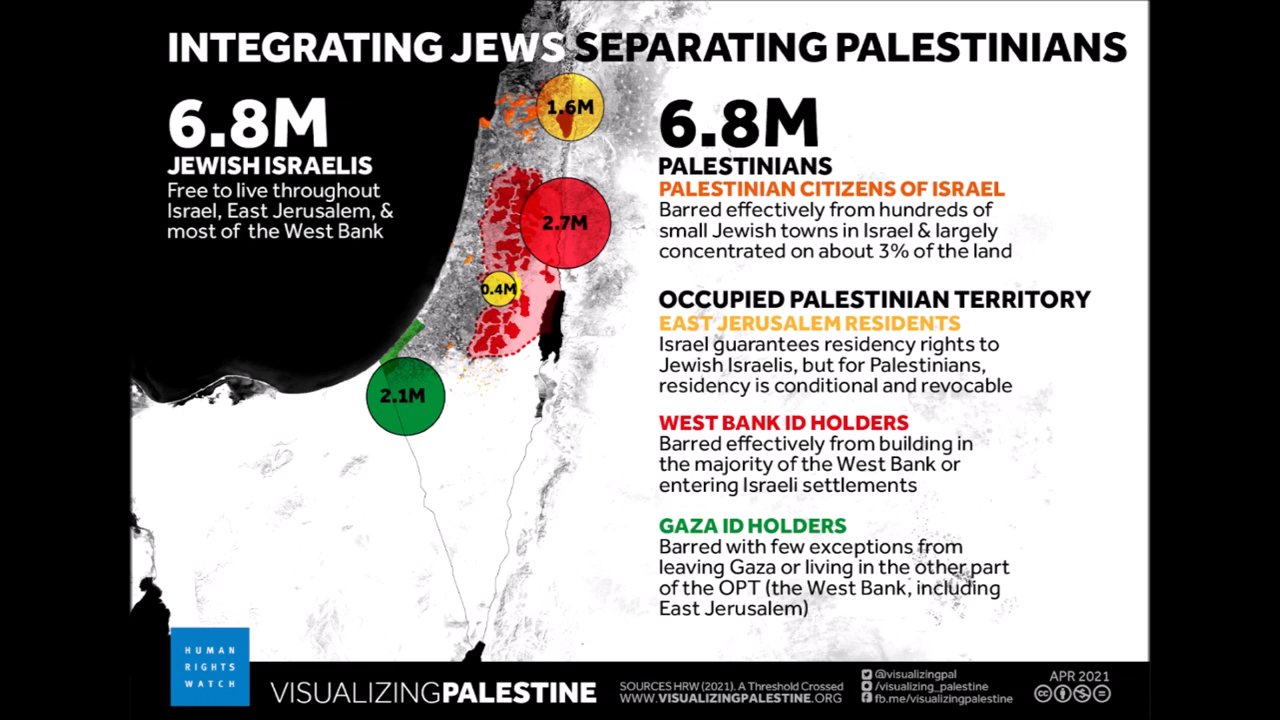 INTEGRATING JEWS SEPARATING PALESTINIANS
6.8M
JEWISH ISRAELIS
Free to live throughout
Israel, East Jerusalem, &
most of the West Bank
1.6M
2.7M
0.4M
2.1M
6.8M
PALESTINIANS
PALESTINIAN CITIZENS OF ISRAEL
Barred effectively from hundreds of
small Jewish towns in Israel & largely
concentrated on about 3% of the land
OCCUPIED PALESTINIAN TERRITORY
EAST JERUSALEM RESIDENTS
Israel guarantees residency rights to
Jewish Israelis, but for Palestinians,
residency is conditional and revocable
WEST BANK ID HOLDERS
Barred effectively from building in
the majority of the West Bank or
entering Israeli settlements
GAZA ID HOLDERS
Barred with few exceptions from
leaving Gaza or living in the other part
of the OPT (the West Bank, including
East Jerusalem)
HUMAN
RIGHTS
WATCH
VISUALIZINGPALESTINE
SOURCES HRW (2021). A Threshold Crossed
WWW.VISUALIZINGPALESTINE.ORG
@visualizingpal
/visualizing_palestine
fb.me/visualizingpalestine
APR 2021